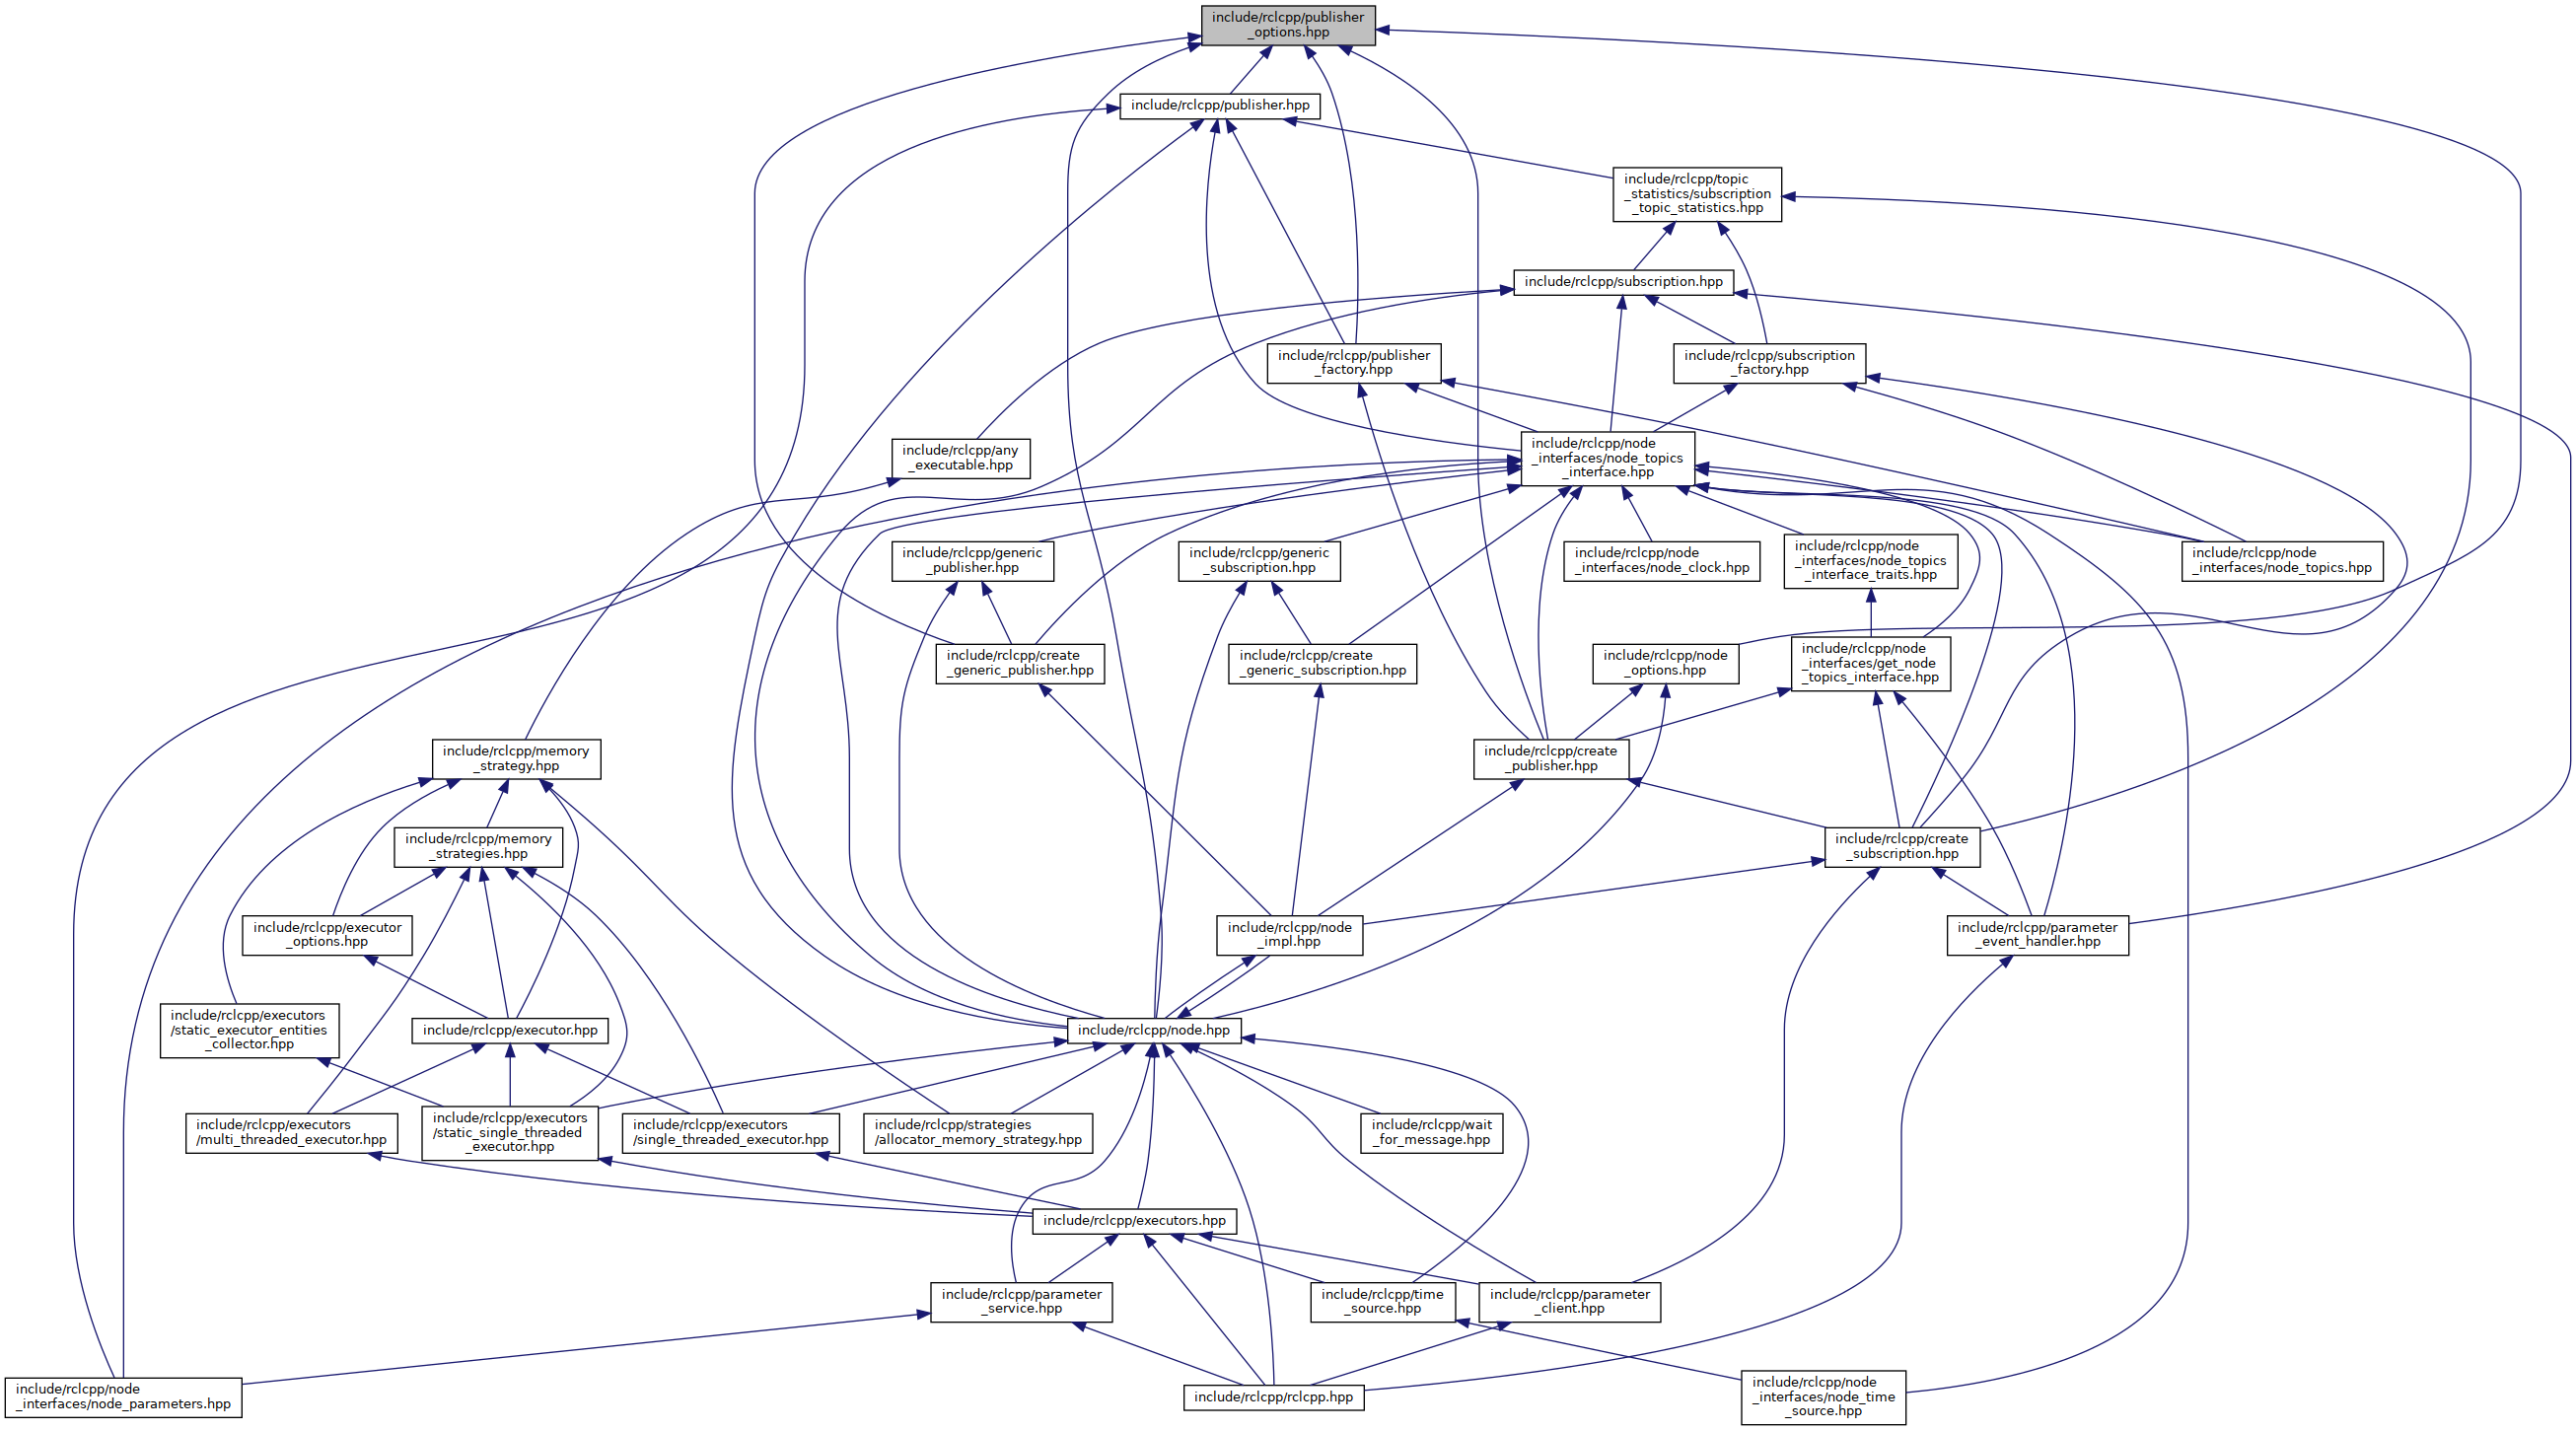 include/rclcpp/publisher
_options.hpp
include/rclcpp/publisher.hpp
include/rclcpp/topic
_statistics/subscription
_topic_statistics.hpp
include/rclcpp/subscription.hpp
include/rclcpp/publisher
_factory.hpp
include/rclcpp/subscription
_factory.hpp
include/rclcpp/any
_executable.hpp
include/rclcpp/node
_interfaces/node_topics
_interface.hpp
include/rclcpp/generic
_publisher.hpp
include/rclcpp/generic
_subscription.hpp
include/rclcpp/node
_interfaces/node_clock.hpp
include/rclcpp/node
_interfaces/node_topics
_interface_traits.hpp
include/rclcpp/node
_interfaces/node_topics.hpp
include/rclcpp/create
_generic_publisher.hpp
include/rclcpp/create
_generic_subscription.hpp
include/rclcpp/node
_options.hpp
include/rclcpp/node
_interfaces/get_node
_topics_interface.hpp
include/rclcpp/memory
_strategy.hpp
include/rclcpp/create
_publisher.hpp
include/rclcpp/memory
_strategies.hpp
include/rclcpp/create
_subscription.hpp
include/rclcpp/executor
_options.hpp
include/rclcpp/node
_impl.hpp
include/rclcpp/parameter
_event_handler.hpp
include/rclcpp/executors
/static_executor_entities
_collector.hpp
include/rclcpp/executor.hpp
include/rclcpp/node.hpp
include/rclcpp/executors
/multi_threaded_executor.hpp
include/rclcpp/executors
/static_single_threaded
_executor.hpp
include/rclcpp/executors
/single_threaded_executor.hpp
include/rclcpp/strategies
/allocator_memory_strategy.hpp
include/rclcpp/wait
_for_message.hpp
include/rclcpp/executors.hpp
include/rclcpp/parameter
_service.hpp
include/rclcpp/time
_source.hpp
include/rclcpp/parameter
_client.hpp
include/rclcpp/node
_interfaces/node_parameters.hpp
include/rclcpp/rclcpp.hpp
include/rclcpp/node
_interfaces/node_time
_source.hpp